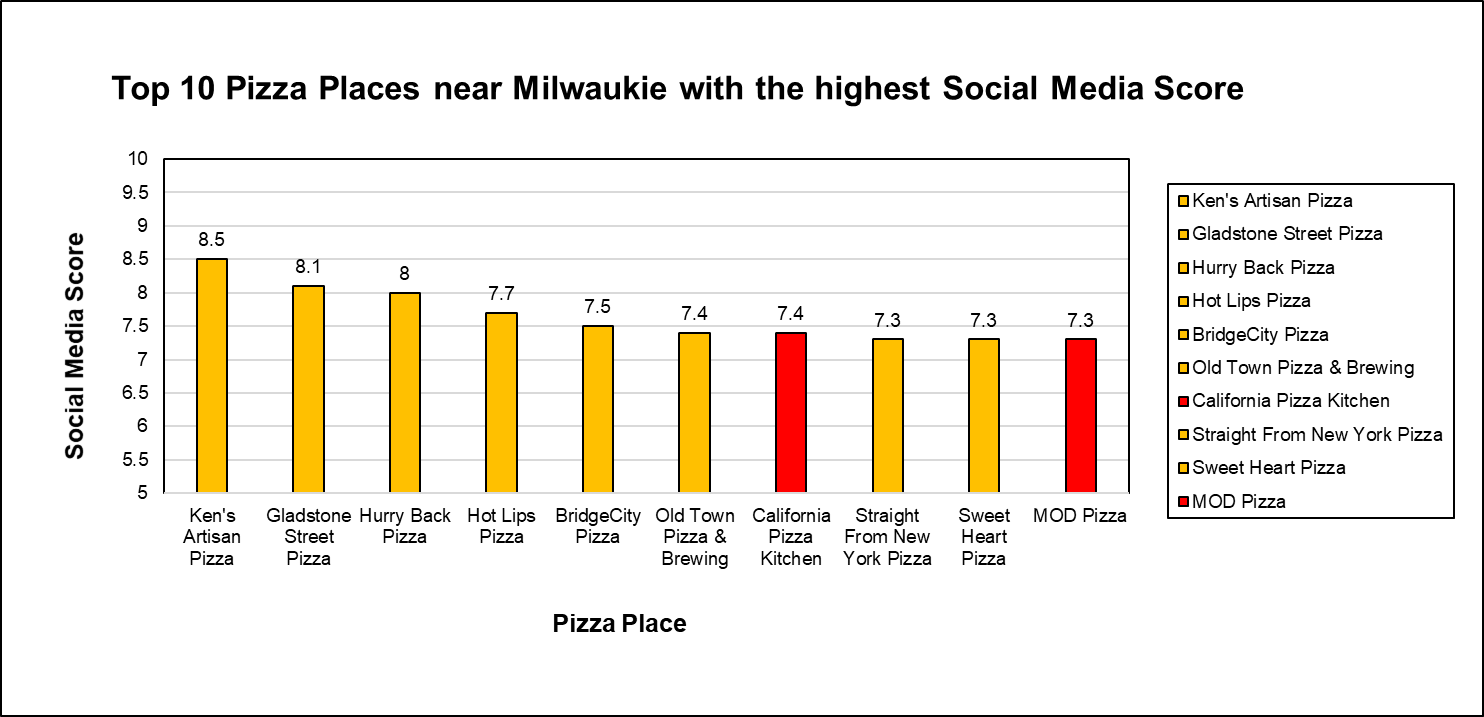 Top 10 Pizza Places near Milwaukie with the highest Social Media Score
Social Media Score
10
9.5
9
8.5
8
7.5
7
6.5
6
5.5
5
8.5
8.1
8
7.7
7.5
7.4
7.4
7.3
7.3
7.3
Ken's
Artisan
Pizza
Gladstone
Street
Pizza
Hurry Back
Pizza
Hot Lips
Pizza
BridgeCity
Pizza
Old Town
Pizza &
Brewing
California
Pizza
Kitchen
Straight
From New
York Pizza
Sweet
Heart
Pizza
MOD Pizza
Pizza Place
Ken's Artisan Pizza
Gladstone Street Pizza
Hurry Back Pizza
Hot Lips Pizza
BridgeCity Pizza
Old Town Pizza & Brewing
California Pizza Kitchen
Straight From New York Pizza
Sweet Heart Pizza
MOD Pizza